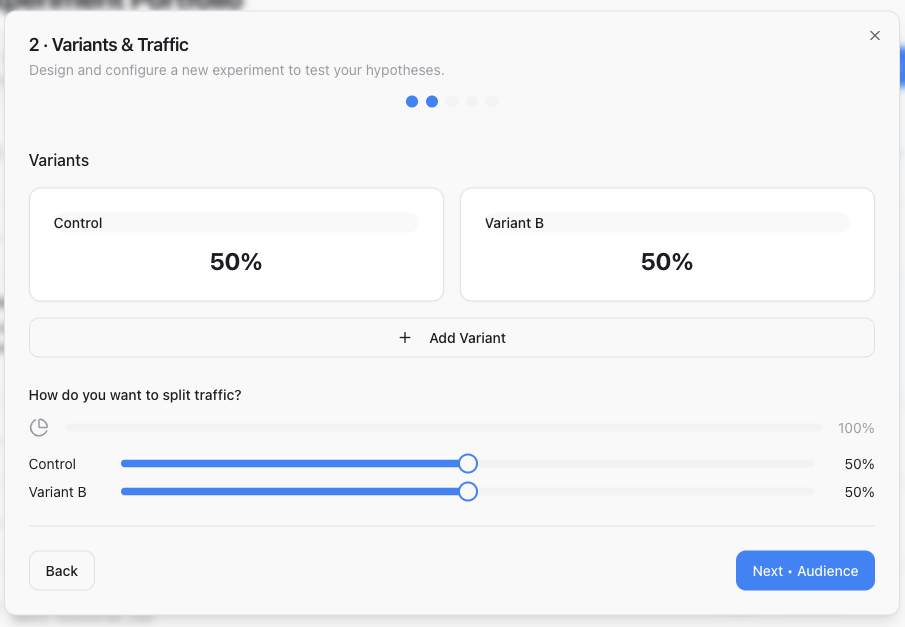 2 · Variants & Traffic
Design and configure a new experiment to test your hypotheses.
Variants
Control
50%
Variant B
50%
+ Add Variant
How do you want to split traffic?
100%
Control 50%
Variant B 50%
Back
Next • Audience